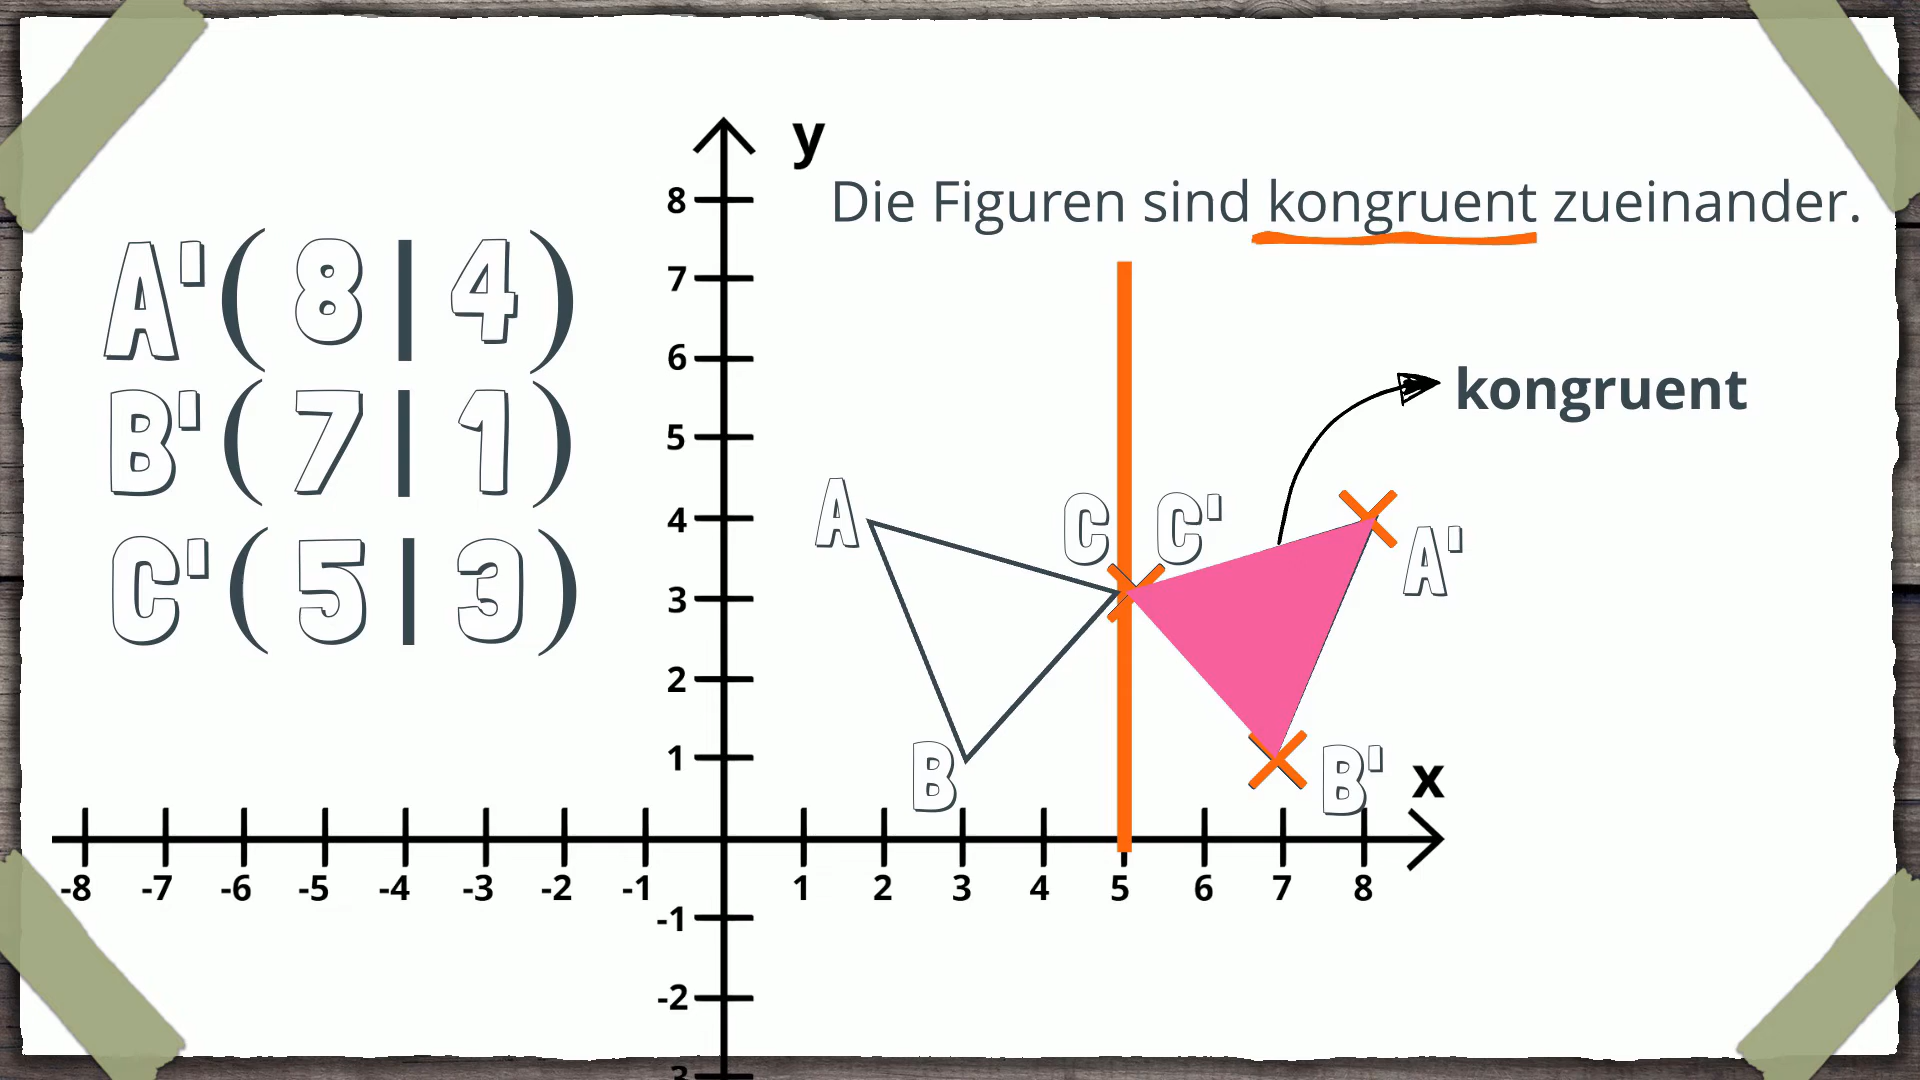 y
Die Figuren sind kongruent zueinander.
A'( 8 | 4 )
B'( 7 | 1 )
C'( 5 | 3 )
kongruent
8
7
6
5
4
3
2
1
A
C
C'
A'
B
B'
x
-8 -7 -6 -5 -4 -3 -2 -1 1 2 3 4 5 6 7 8
-1
-2
3